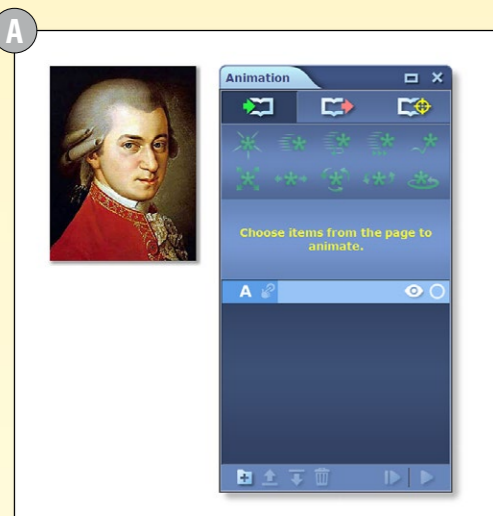 A
Animation
Choose items from the page to
animate.
A